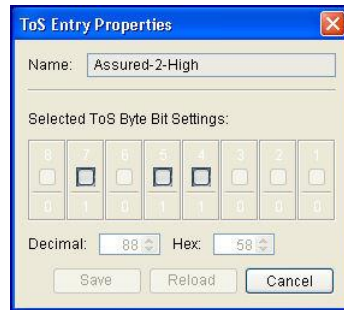 ToS Entry Properties
Name: Assured-2-High
Selected ToS Byte Bit Settings:
8 7 6 5 4 3 2 1
0 1 0 1 1 0 0 0
Decimal: 88 Hex: 58
Save Reload Cancel